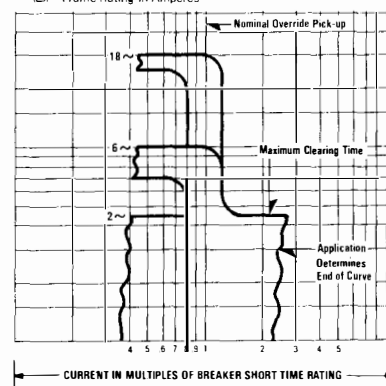 Frame Rating in Amperes
Nominal Override Pick-up
18~
6~
Maximum Clearing Time
2~
Application
Determines
End of Curve
4 5 6 7 8 9 1 2 3 4 5
CURRENT IN MULTIPLES OF BREAKER SHORT TIME RATING